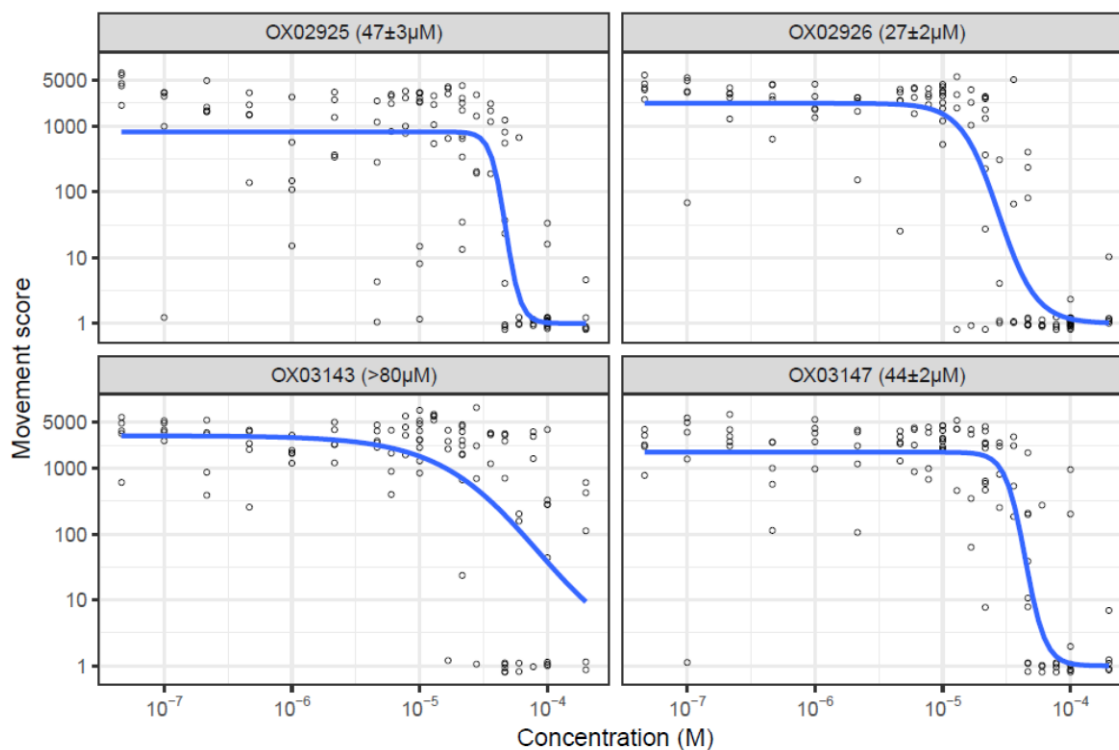 OX02925 (47±3µM)
OX02926 (27±2µM)
5000
1000
100
10
1
OX03143 (>80µM)
OX03147 (44±2µM)
5000
1000
100
10
1
Movement score
10⁻⁷ 10⁻⁶ 10⁻⁵ 10⁻⁴
10⁻⁷ 10⁻⁶ 10⁻⁵ 10⁻⁴
Concentration (M)